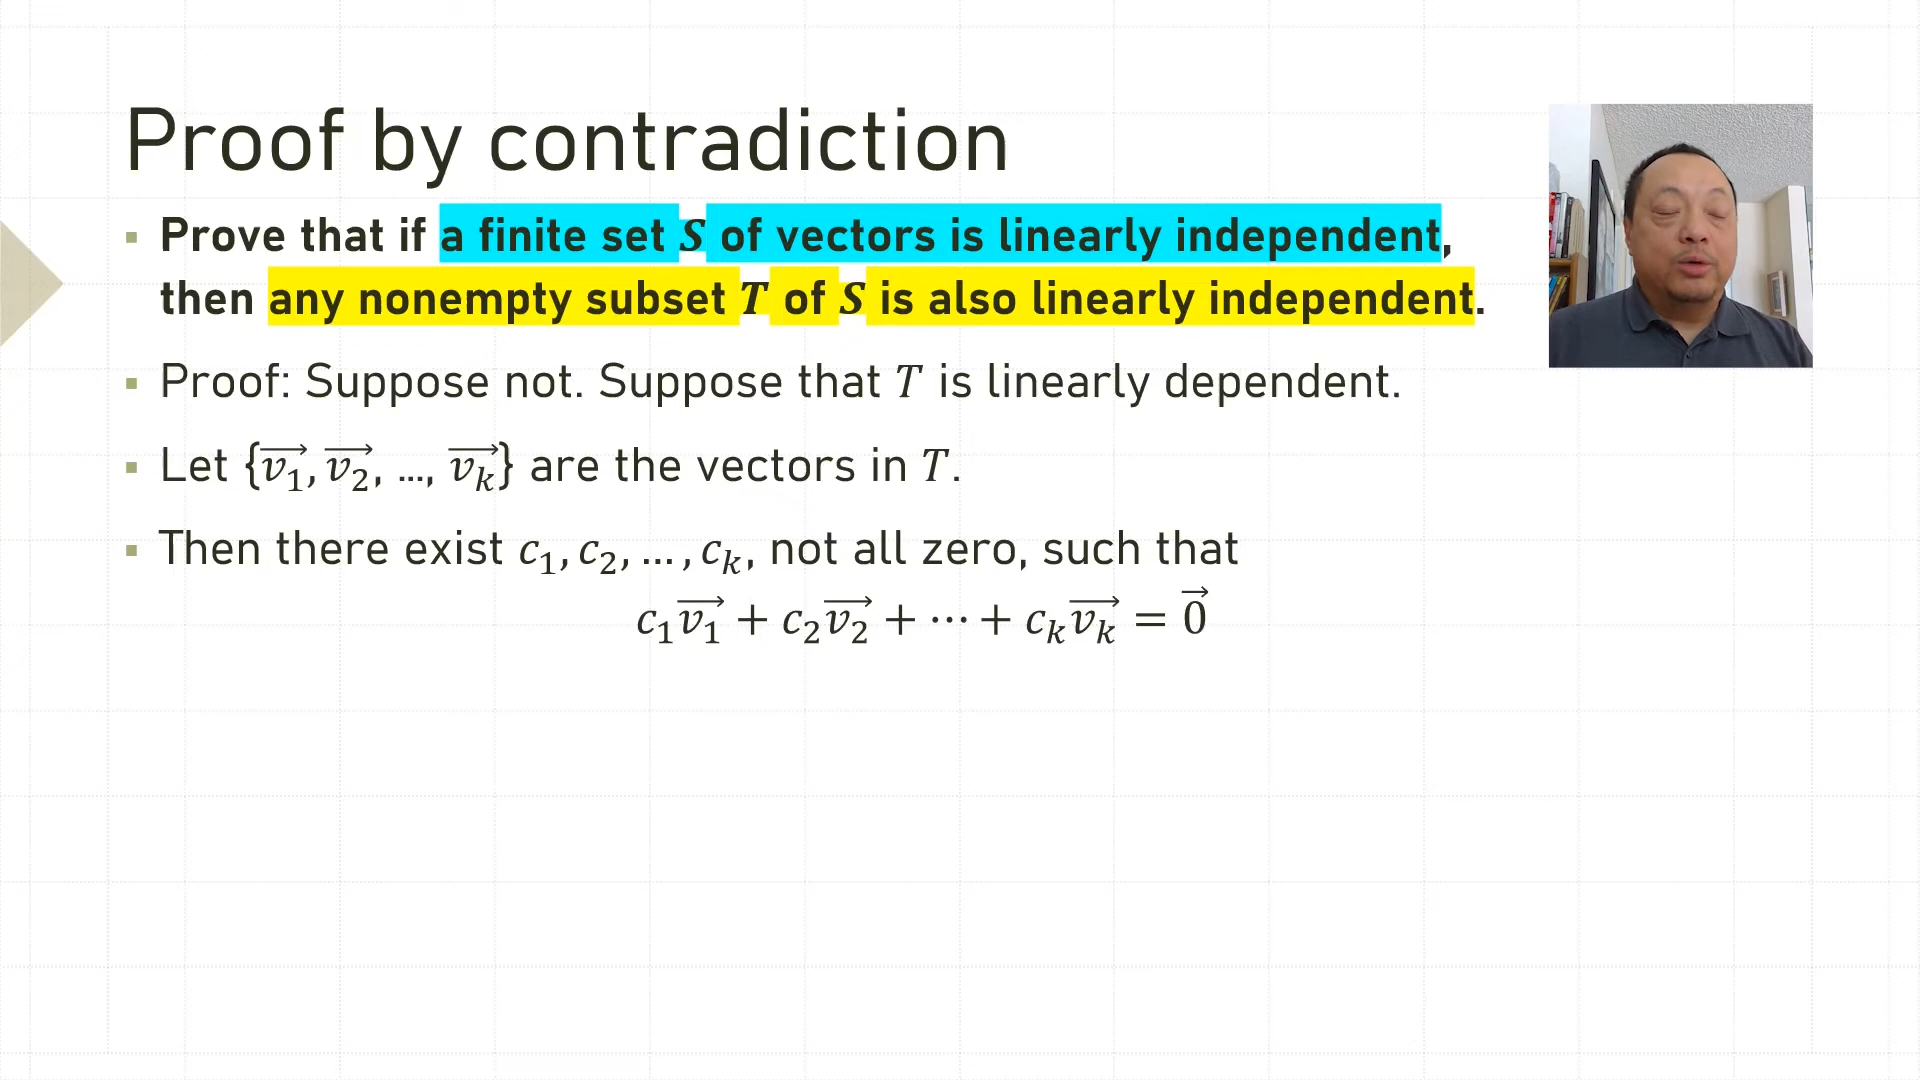 Proof by contradiction
▪ Prove that if a finite set S of vectors is linearly independent,
then any nonempty subset T of S is also linearly independent.
▪ Proof: Suppose not. Suppose that T is linearly dependent.
▪ Let {v₁⃗, v₂⃗, …, vₖ⃗} are the vectors in T.
▪ Then there exist c₁, c₂, … , cₖ, not all zero, such that
c₁v₁⃗ + c₂v₂⃗ + ⋯ + cₖvₖ⃗ = 0⃗